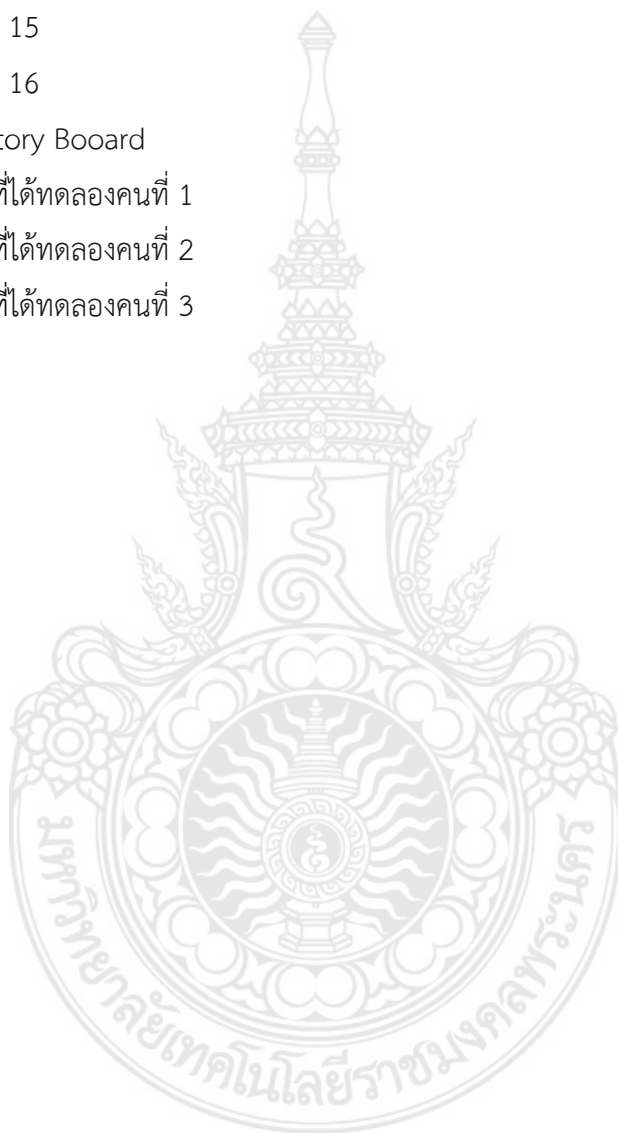 15
16
tory Booard
ที่ได้ทดลองคนที่ 1
ที่ได้ทดลองคนที่ 2
ที่ได้ทดลองคนที่ 3
มหาวิทยาลัยเทคโนโลยีราชมงคลพระนคร